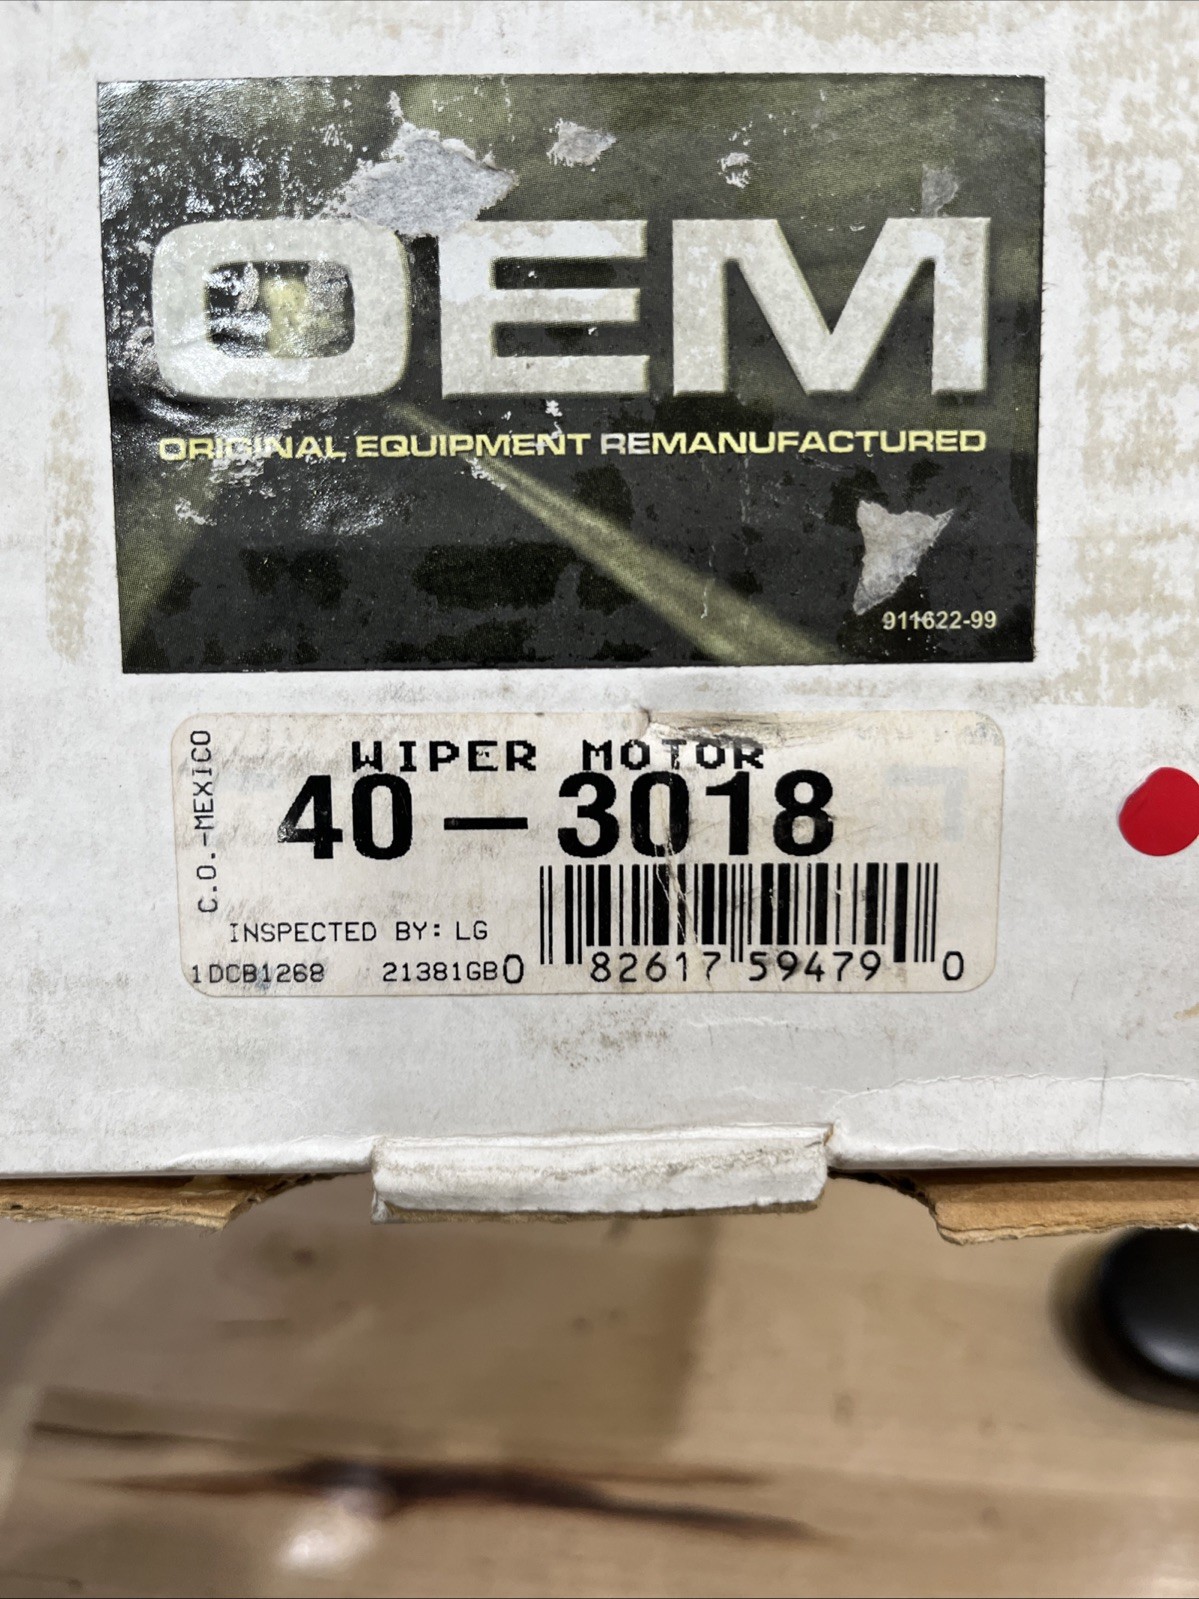 OEM
ORIGINAL EQUIPMENT REMANUFACTURED
911622-99
C.O.-MEXICO
WIPER MOTOR
40-3018
INSPECTED BY: LG
1DCB1268 21381GB
0 82617 59479 0